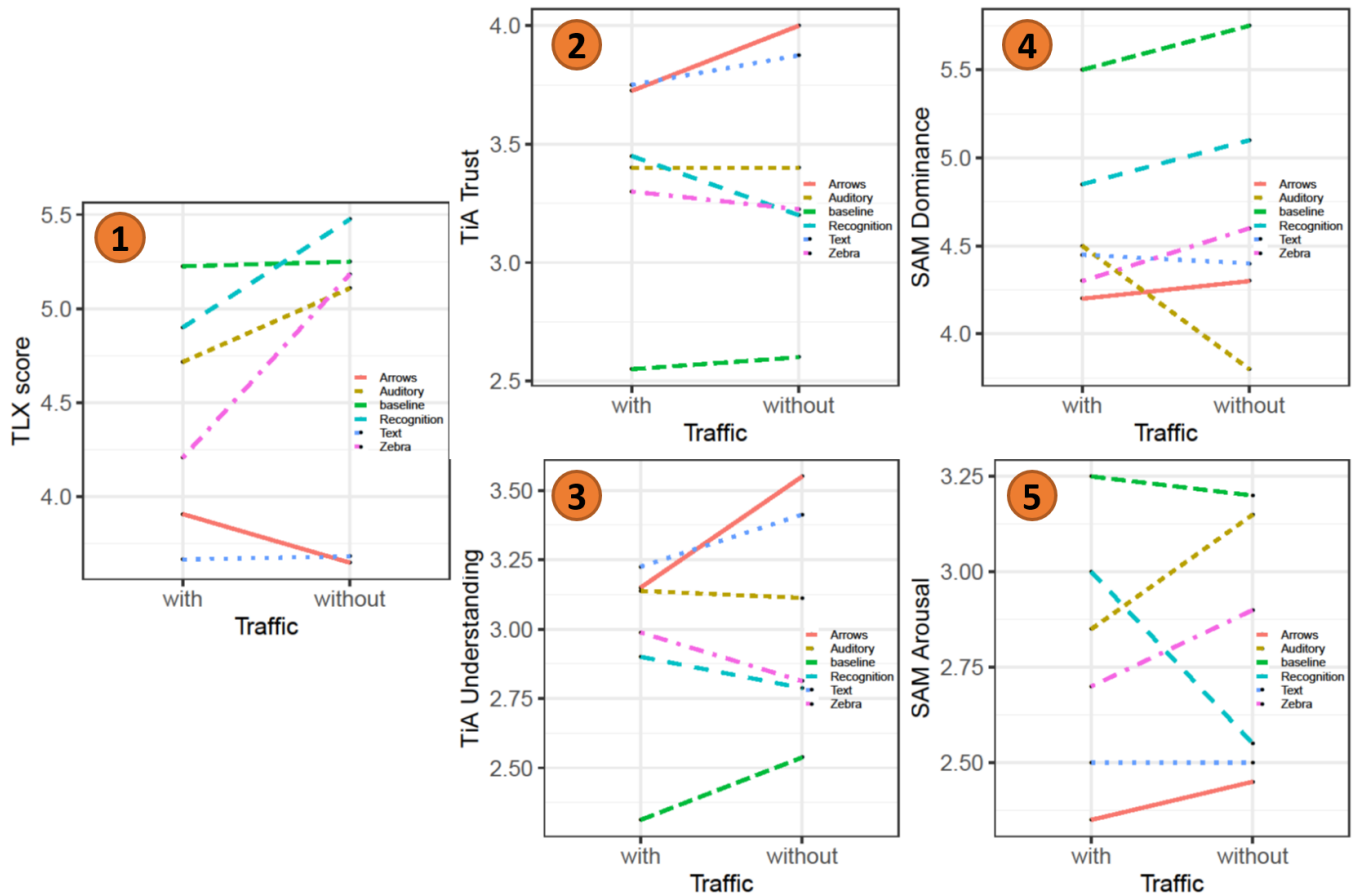 1
5.5
5.0
4.5
4.0
TLX score
with
without
Traffic
Arrows
Auditory
baseline
Recognition
Text
Zebra
2
4.0
3.5
3.0
2.5
TiA Trust
with
without
Traffic
Arrows
Auditory
baseline
Recognition
Text
Zebra
3
3.50
3.25
3.00
2.75
2.50
TiA Understanding
with
without
Traffic
Arrows
Auditory
baseline
Recognition
Text
Zebra
4
5.5
5.0
4.5
4.0
SAM Dominance
with
without
Traffic
Arrows
Auditory
baseline
Recognition
Text
Zebra
5
3.25
3.00
2.75
2.50
SAM Arousal
with
without
Traffic
Arrows
Auditory
baseline
Recognition
Text
Zebra